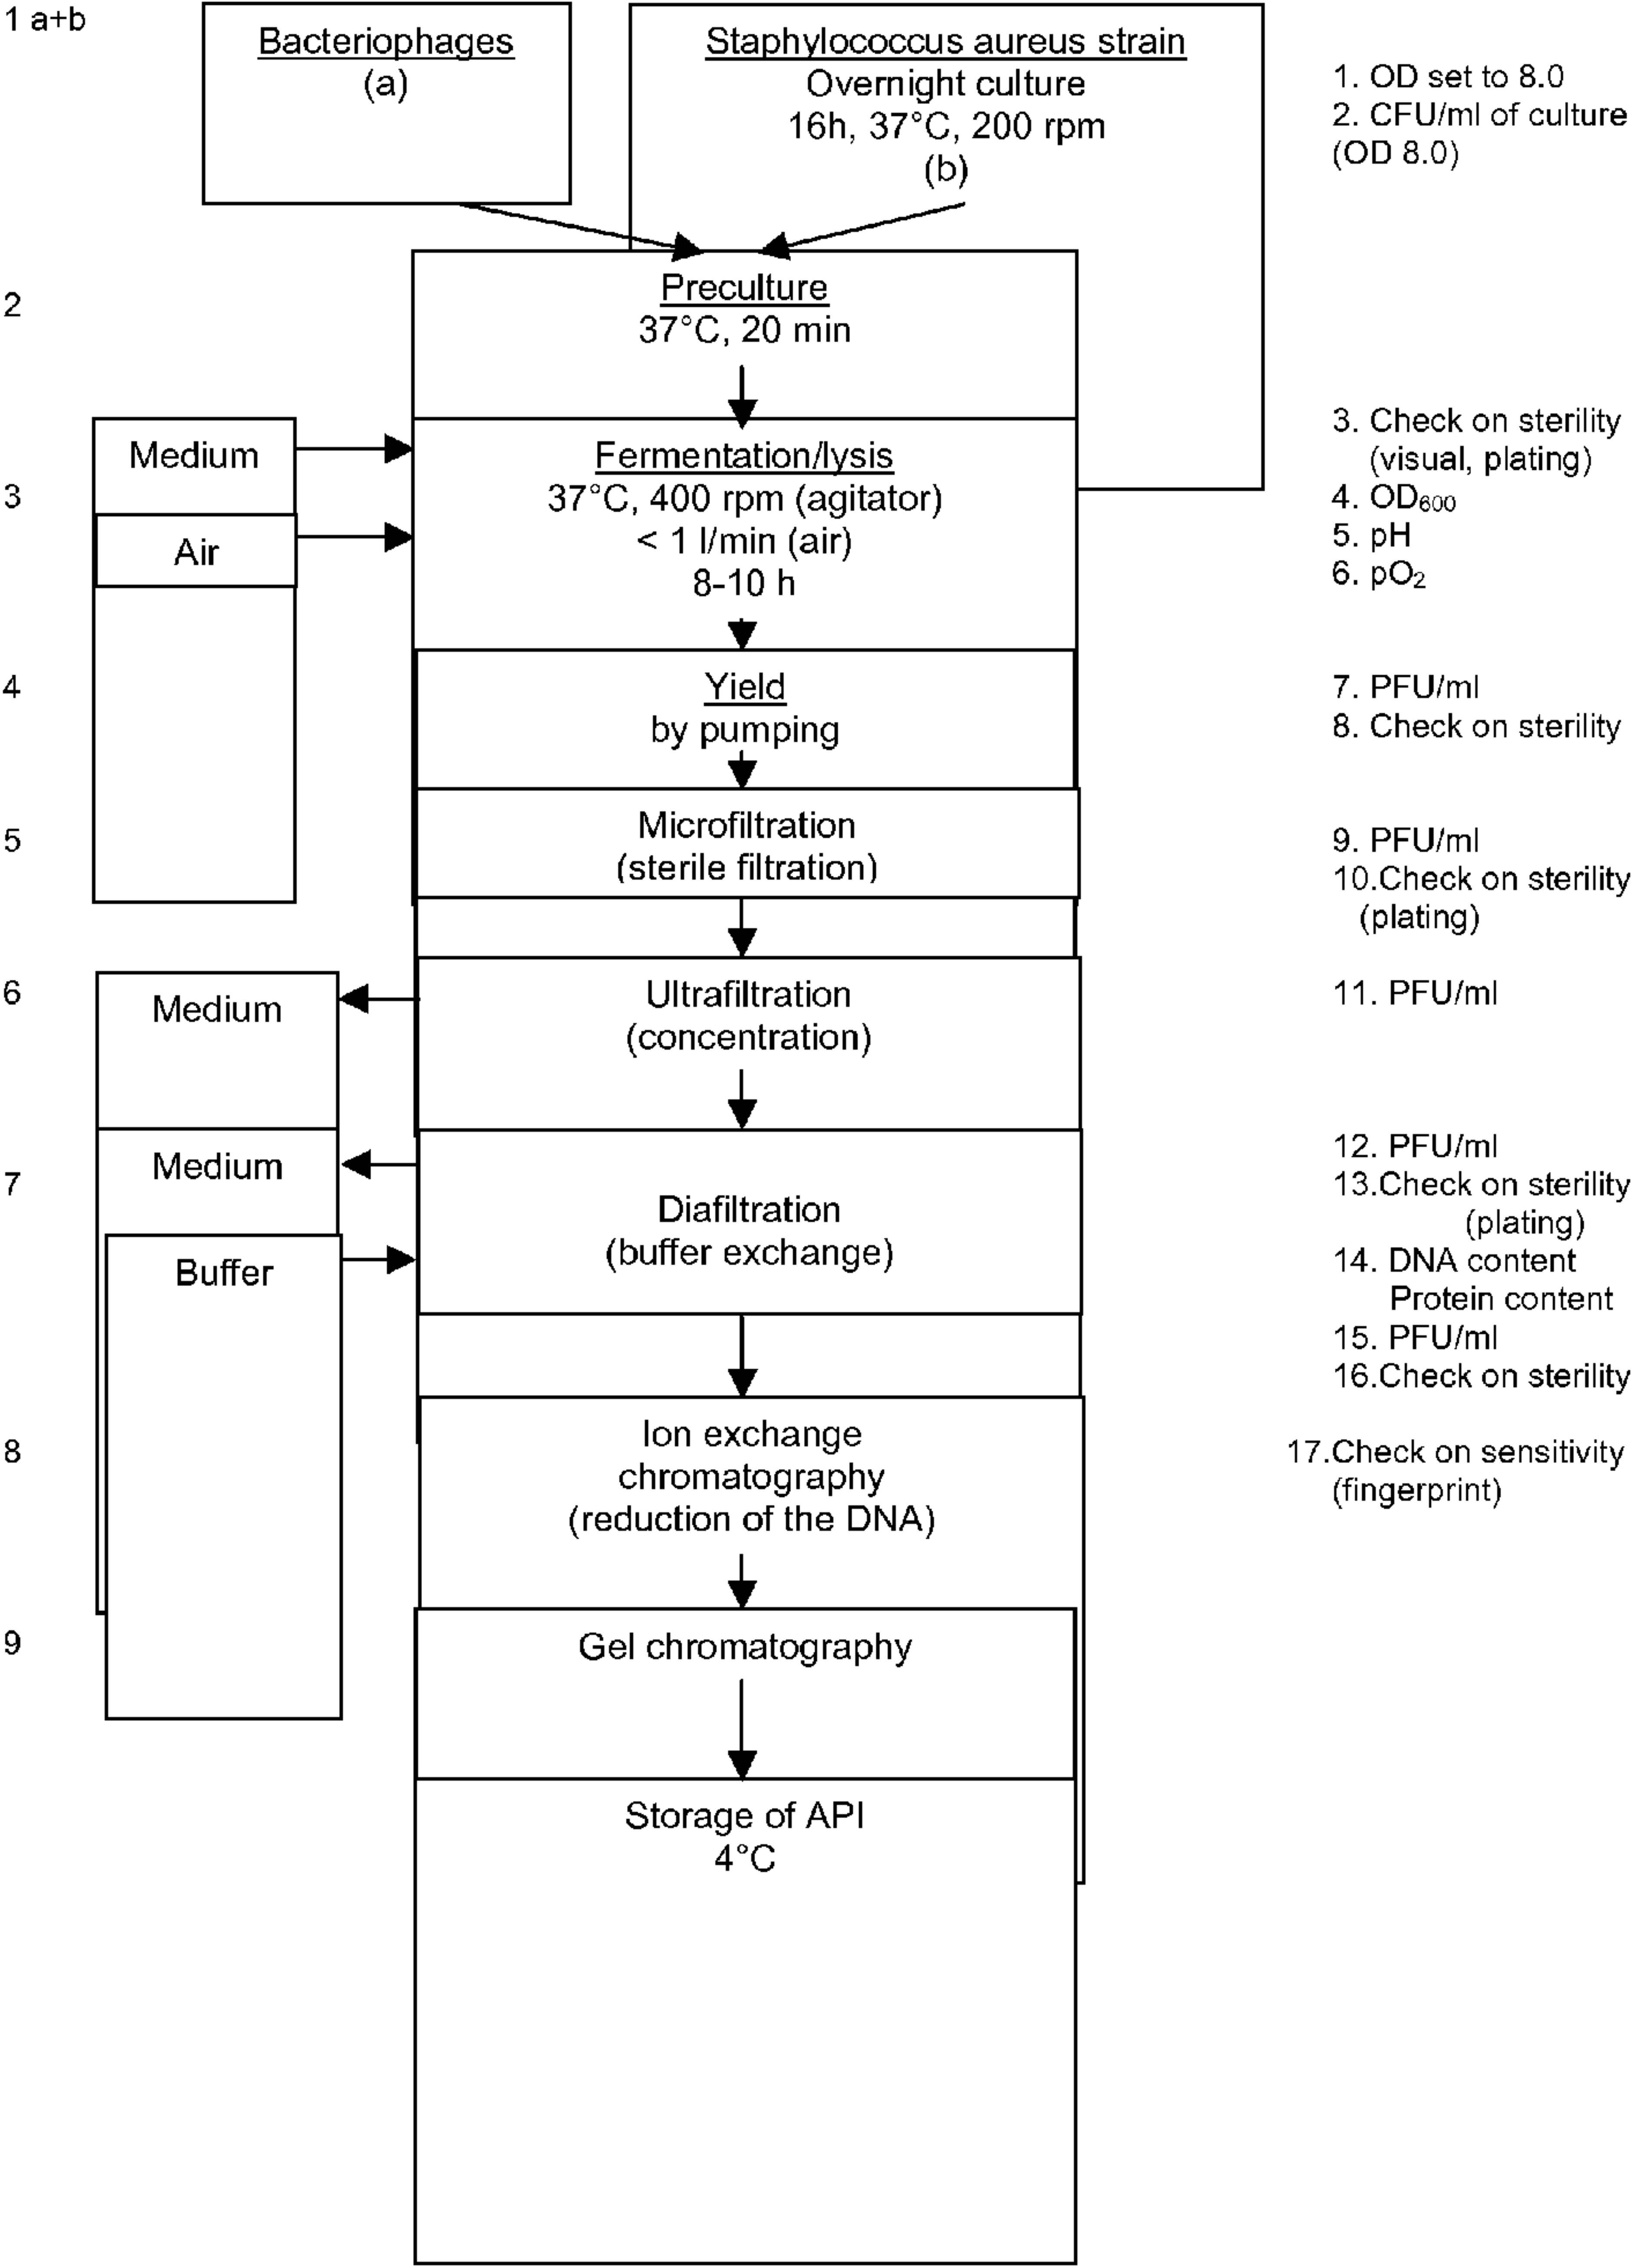 1 a+b
Bacteriophages
(a)
Staphylococcus aureus strain
Overnight culture
16h, 37°C, 200 rpm
(b)
1. OD set to 8.0
2. CFU/ml of culture
(OD 8.0)
2
Preculture
37°C, 20 min
Medium
3
Air
Fermentation/lysis
37°C, 400 rpm (agitator)
< 1 l/min (air)
8-10 h
3. Check on sterility
(visual, plating)
4. OD₆₀₀
5. pH
6. pO₂
4
Yield
by pumping
7. PFU/ml
8. Check on sterility
5
Microfiltration
(sterile filtration)
9. PFU/ml
10.Check on sterility
(plating)
6
Medium
Ultrafiltration
(concentration)
11. PFU/ml
Medium
7
Buffer
Diafiltration
(buffer exchange)
12. PFU/ml
13.Check on sterility
(plating)
14. DNA content
Protein content
15. PFU/ml
16.Check on sterility
8
Ion exchange
chromatography
(reduction of the DNA)
17.Check on sensitivity
(fingerprint)
9
Gel chromatography
Storage of API
4°C